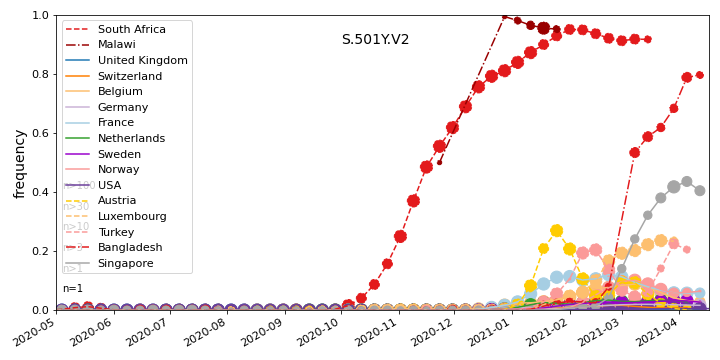 1.0
0.8
0.6
0.4
0.2
0.0
frequency
S.501Y.V2
South Africa
Malawi
United Kingdom
Switzerland
Belgium
Germany
France
Netherlands
Sweden
Norway
USA
Austria
Luxembourg
Turkey
Bangladesh
Singapore
n>100
n>30
n>10
n>3
n>1
n=1
2020-05
2020-06
2020-07
2020-08
2020-09
2020-10
2020-11
2020-12
2021-01
2021-02
2021-03
2021-04